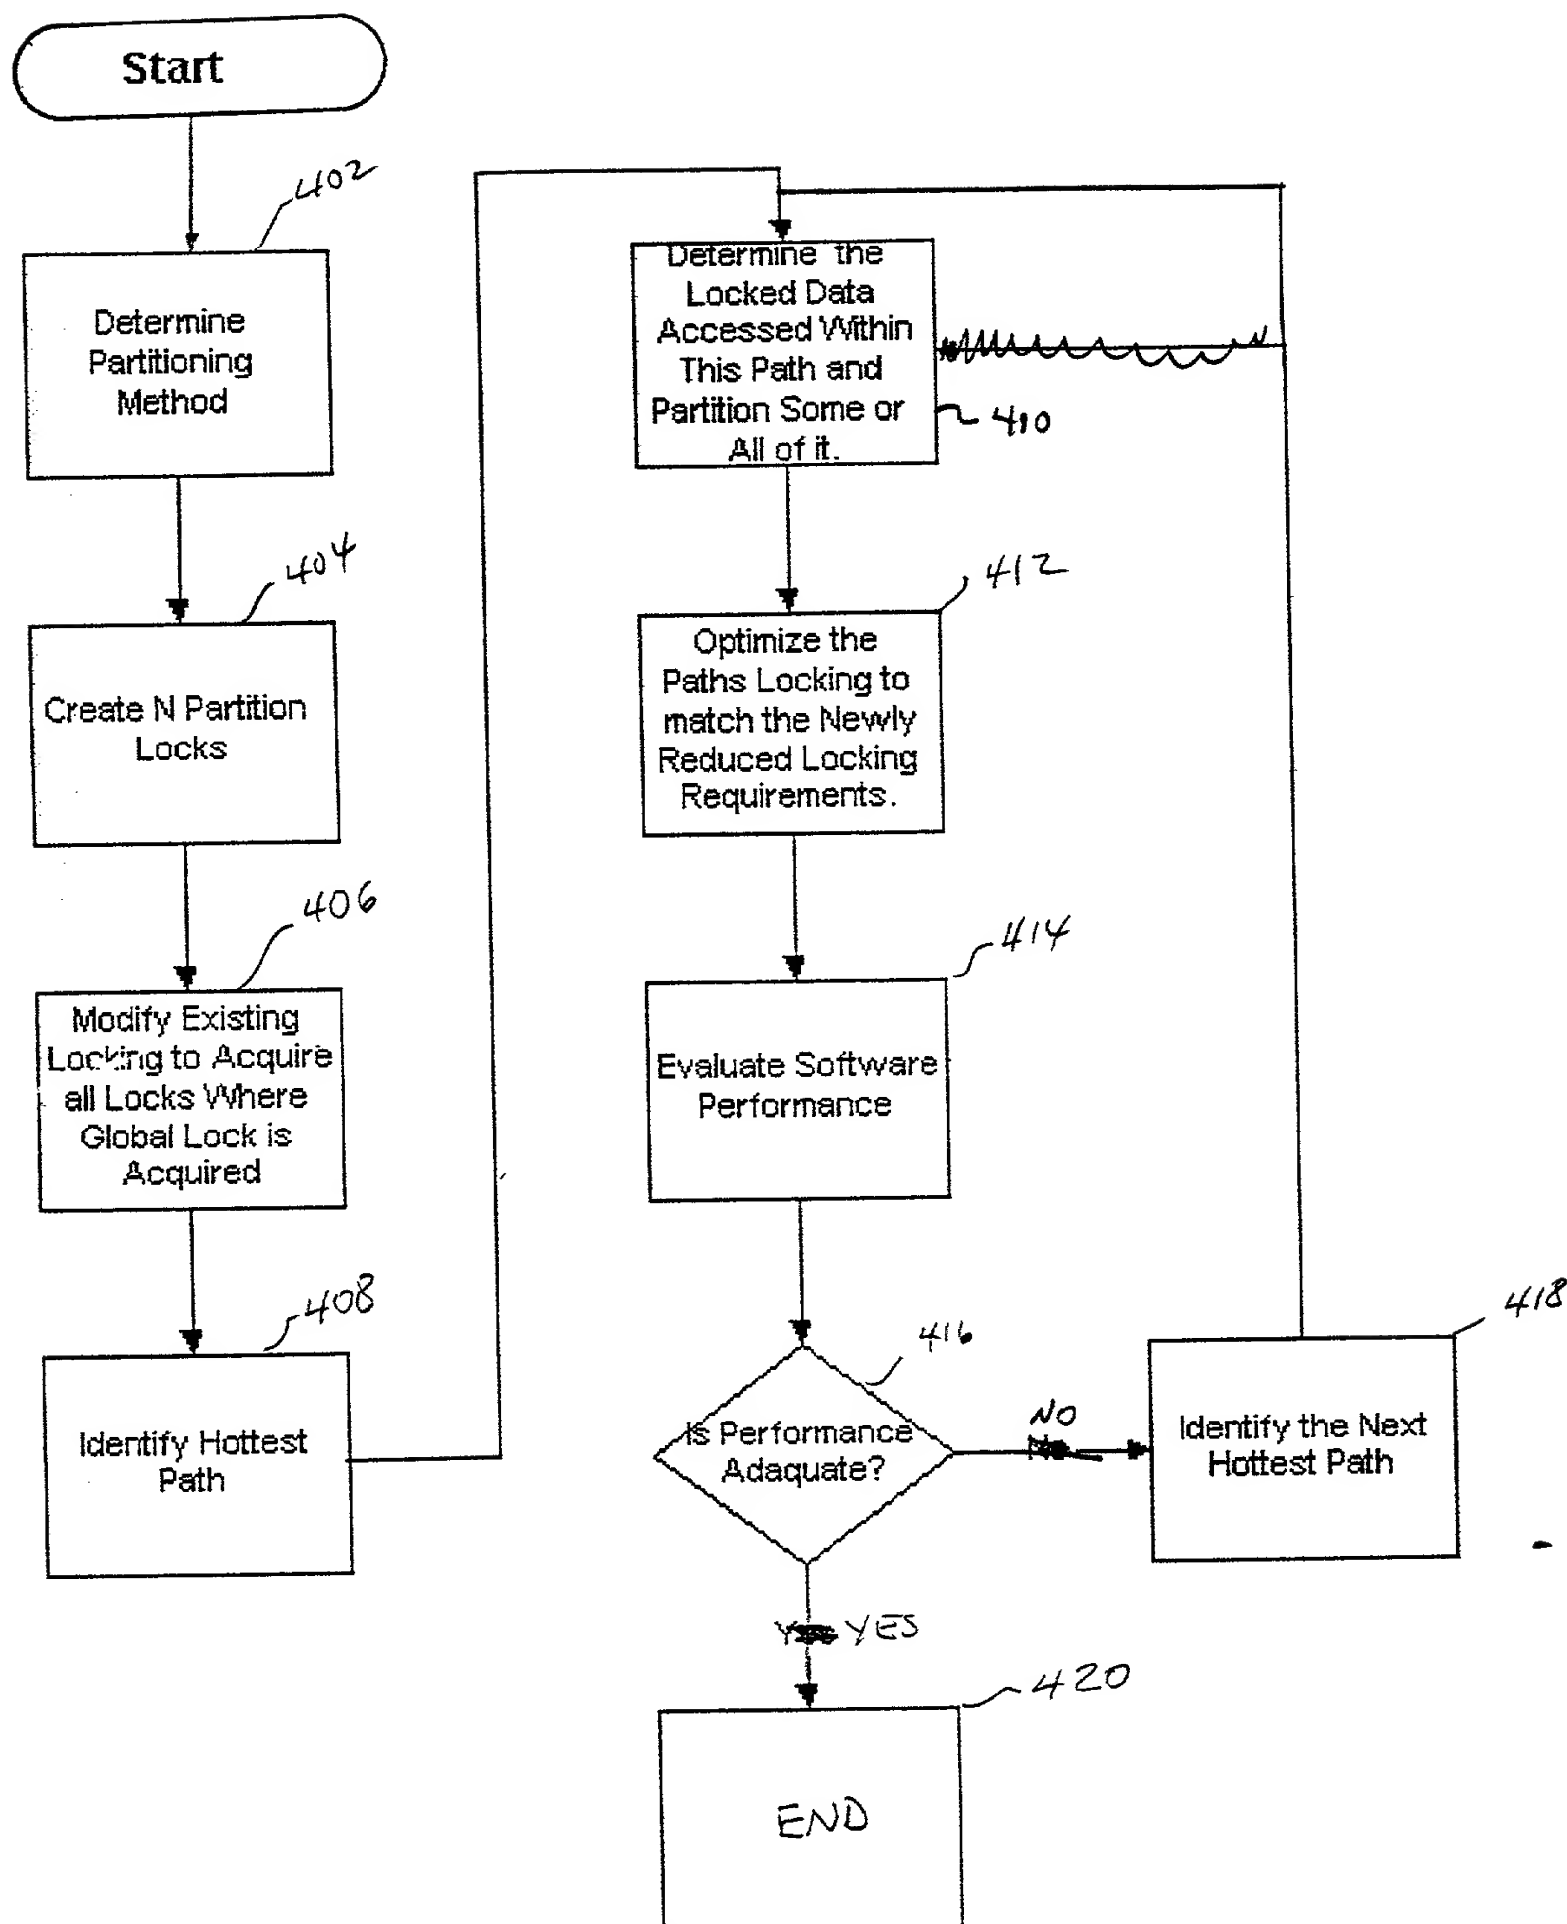 Start
402
Determine
Partitioning
Method
404
Create N Partition
Locks
406
Modify Existing
Locking to Acquire
all Locks Where
Global Lock is
Acquired
408
Identify Hottest
Path
Determine the
Locked Data
Accessed Within
This Path and
Partition Some or
All of it.
410
412
Optimize the
Paths Locking to
match the Newly
Reduced Locking
Requirements.
414
Evaluate Software
Performance
416
Is Performance
Adaquate?
NO
418
Identify the Next
Hottest Path
YES
420
END